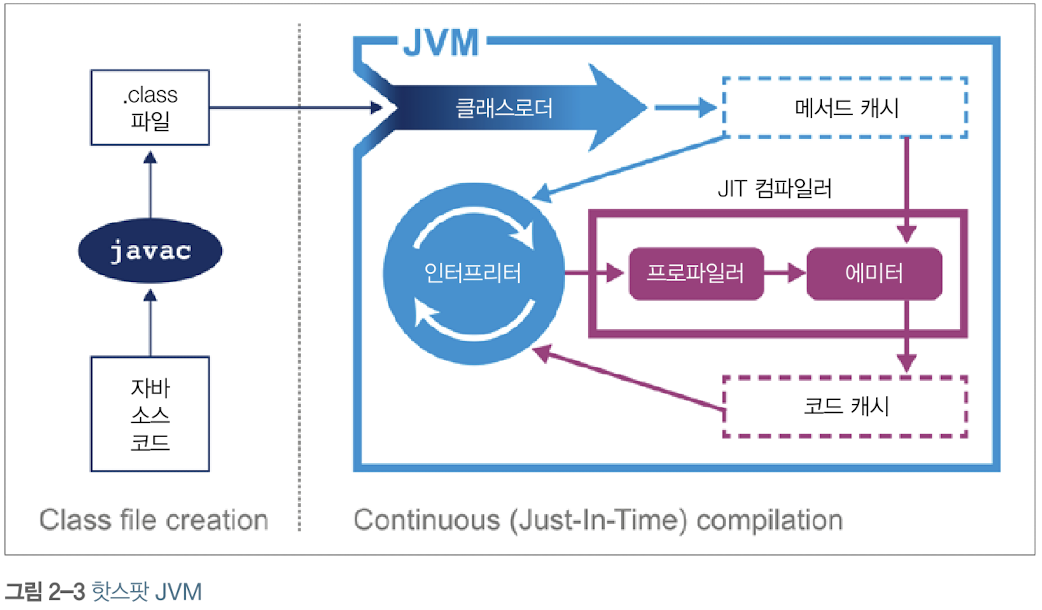 JVM
.class
파일
클래스로더
메서드 캐시
JIT 컴파일러
javac
인터프리터
프로파일러
에미터
자바
소스
코드
코드 캐시
Class file creation
Continuous (Just-In-Time) compilation
그림 2-3 핫스팟 JVM